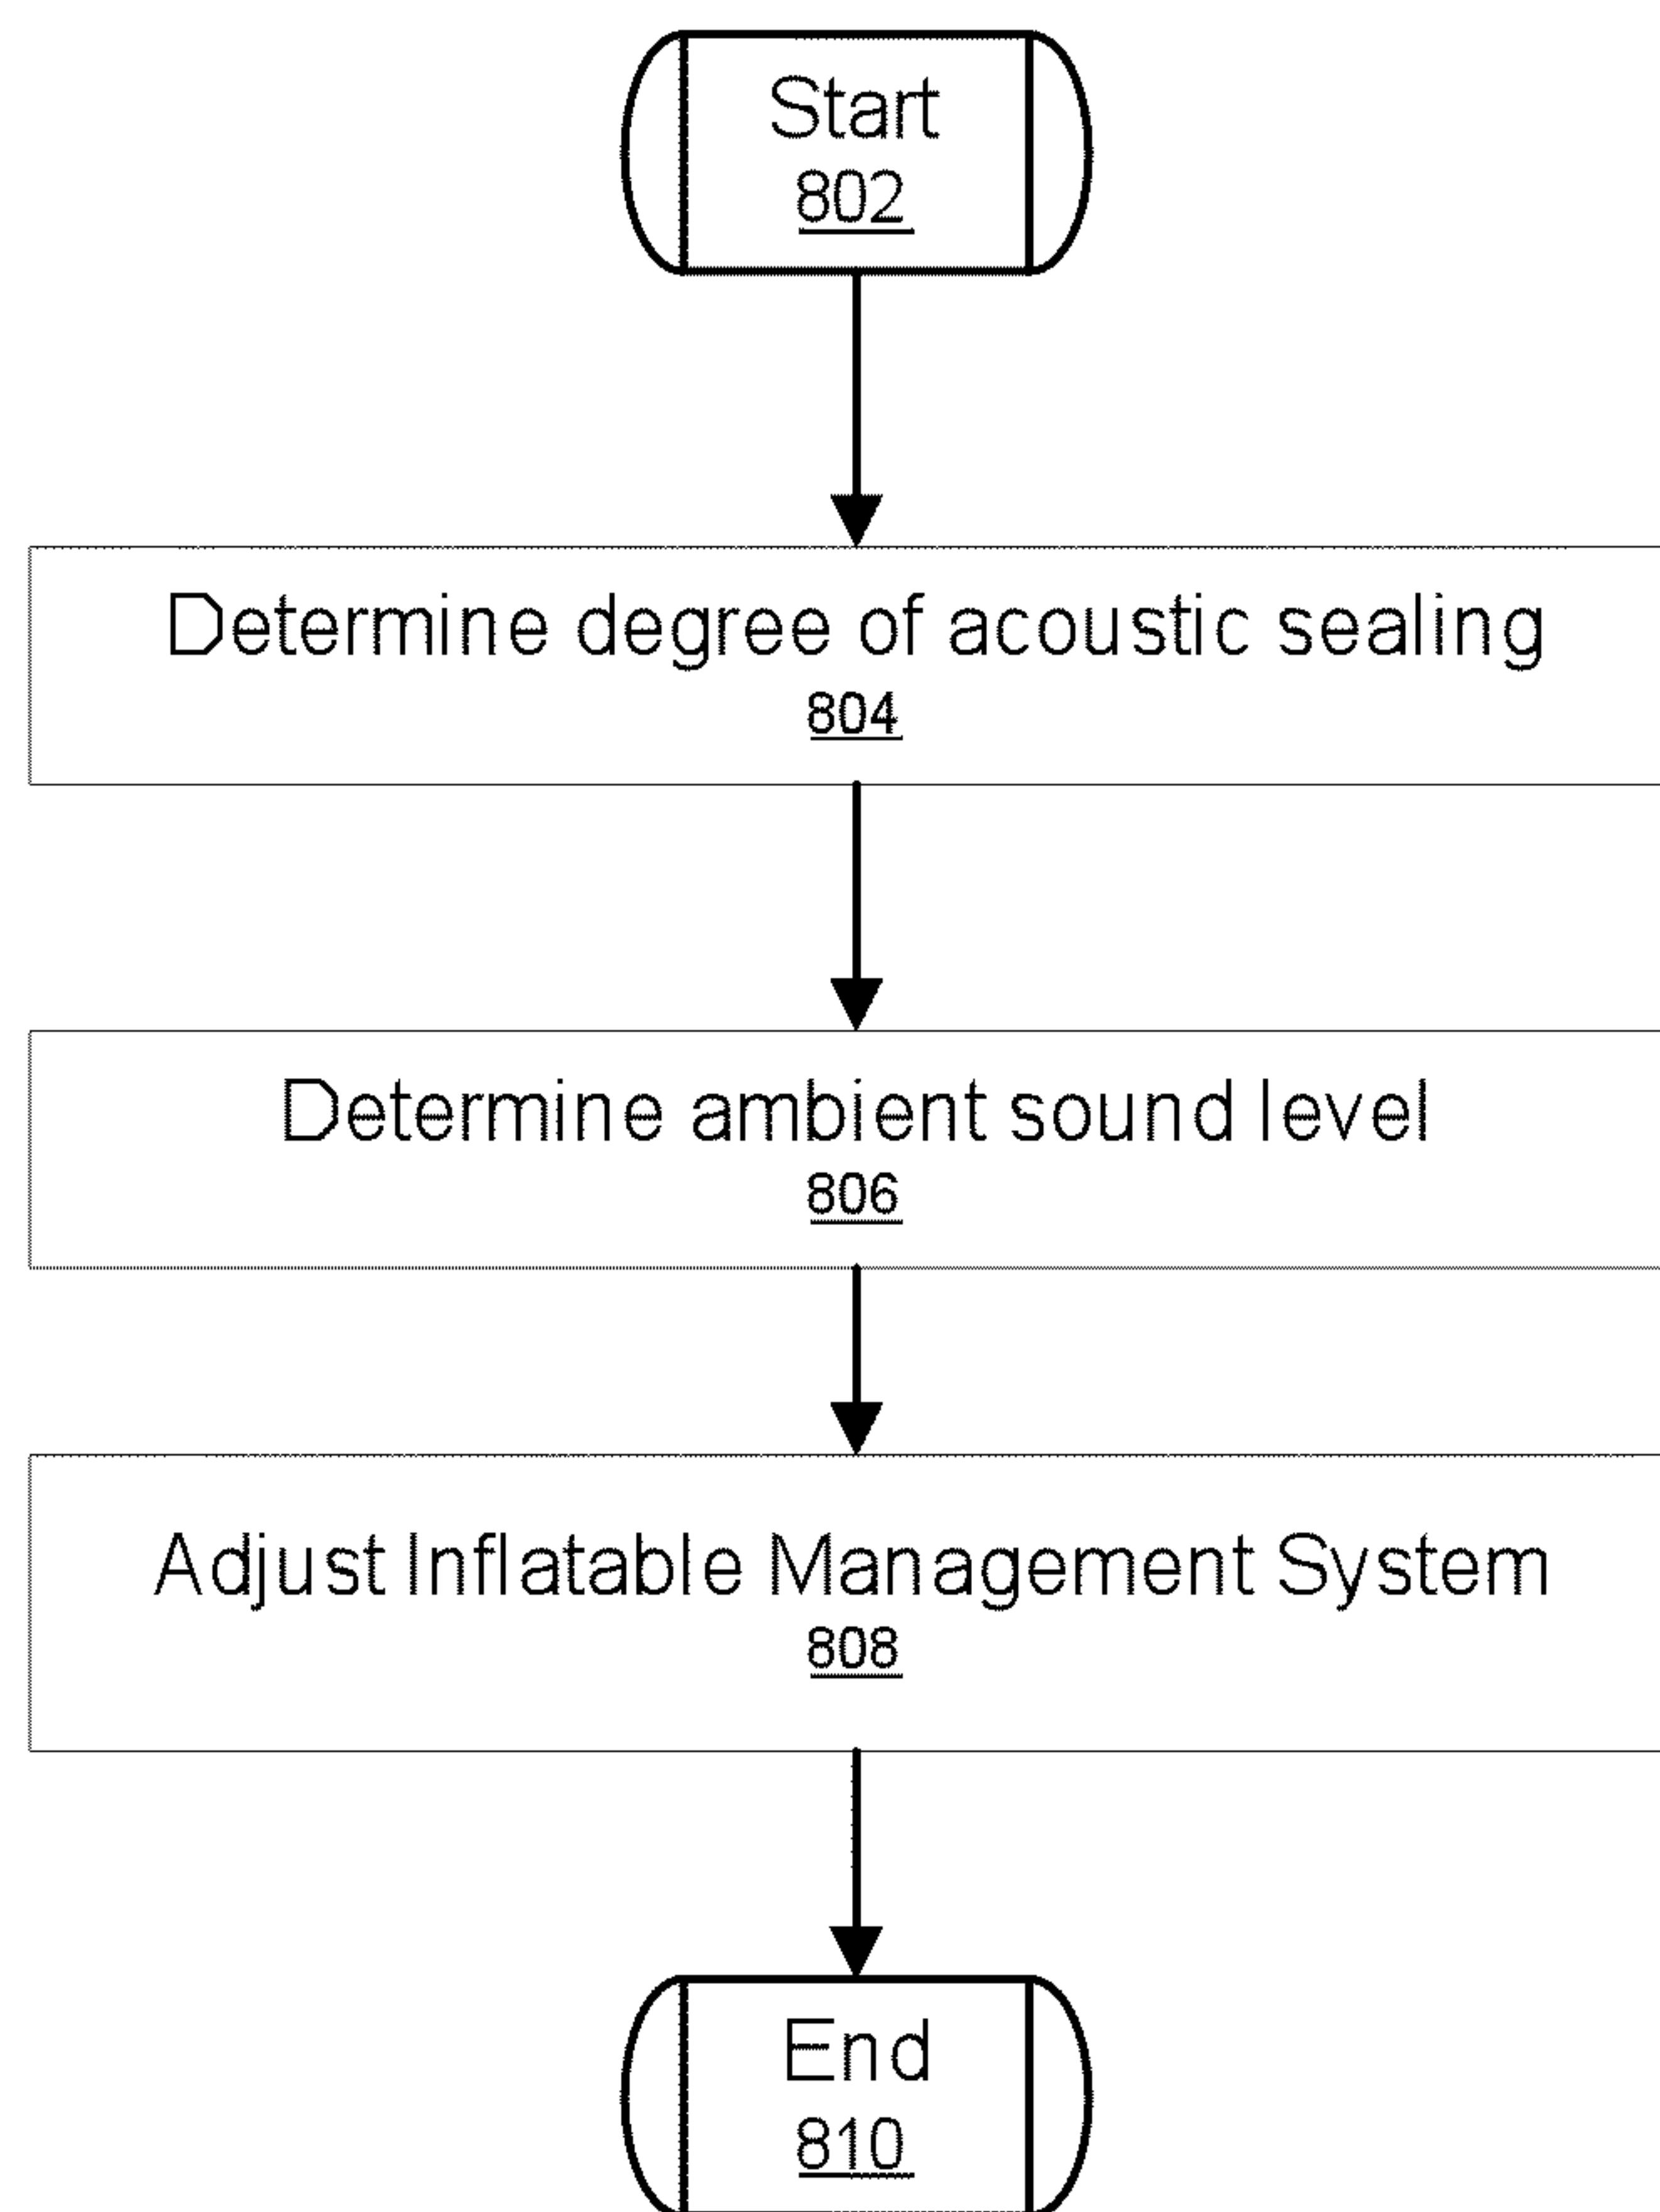 Start
802
Determine degree of acoustic sealing
804
Determine ambient sound level
806
Adjust Inflatable Management System
808
End
810